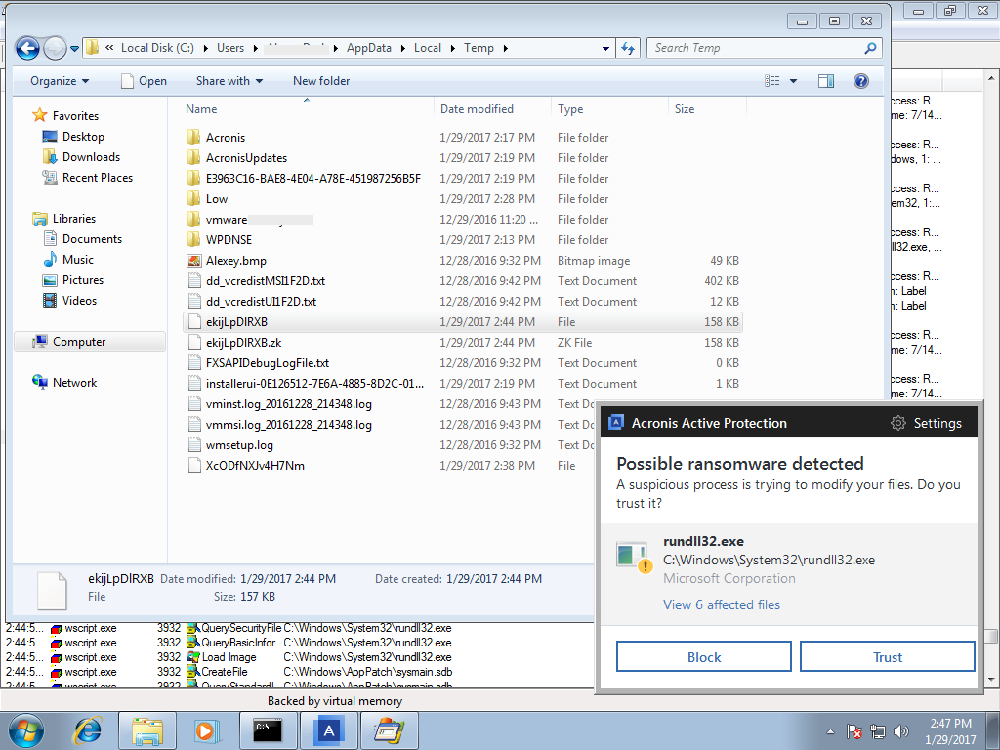 « Local Disk (C:) ▸ Users ▸ ▸ AppData ▸ Local ▸ Temp ▸
Search Temp
Organize Open Share with New folder
Name Date modified Type Size
Favorites
Desktop
Downloads
Recent Places
Libraries
Documents
Music
Pictures
Videos
Computer
Network
Acronis 1/29/2017 2:17 PM File folder
AcronisUpdates 1/29/2017 2:19 PM File folder
E3963C16-BAE8-4E04-A78E-451987256B5F 1/29/2017 2:19 PM File folder
Low 1/29/2017 2:28 PM File folder
vmware 12/29/2016 11:20 ... File folder
WPDNSE 1/29/2017 2:13 PM File folder
Alexey.bmp 12/28/2016 9:32 PM Bitmap image 49 KB
dd_vcredistMSI1F2D.txt 12/28/2016 9:42 PM Text Document 402 KB
dd_vcredistUI1F2D.txt 12/28/2016 9:42 PM Text Document 12 KB
ekijLpDlRXB 1/29/2017 2:44 PM File 158 KB
ekijLpDlRXB.zk 1/29/2017 2:44 PM ZK File 158 KB
FXSAPIDebugLogFile.txt 12/28/2016 9:32 PM Text Document 0 KB
installerui-0E126512-7E6A-4885-8D2C-01... 1/29/2017 2:44 PM Text Document 1 KB
vminst.log_20161228_214348.log 12/28/2016 9:43 PM Text Do
vmmsi.log_20161228_214348.log 12/28/2016 9:43 PM Text Do
wmsetup.log 12/28/2016 9:32 PM Text Do
XcODfNXJv4H7Nm 1/29/2017 2:38 PM File
ccess: R...
me: 7/14...
ccess: R...
dows, 1: ...
ccess: R...
em32, 1:...
ccess: R...
ll32.exe, ...
ccess: R...
n: Label
n: Label
ccess: R...
me: 7/14...
ccess: R...
me: 7/14...
ekijLpDlRXB Date modified: 1/29/2017 2:44 PM Date created: 1/29/2017 2:44 PM
File Size: 157 KB
Acronis Active Protection Settings
Possible ransomware detected
A suspicious process is trying to modify your files. Do you
trust it?
rundll32.exe
C:\Windows\System32\rundll32.exe
Microsoft Corporation
View 6 affected files
Block Trust
2:44:5... wscript.exe 3932 QuerySecurityFile C:\Windows\System32\rundll32.exe
2:44:5... wscript.exe 3932 QueryBasicInfor... C:\Windows\System32\rundll32.exe
2:44:5... wscript.exe 3932 Load Image C:\Windows\System32\rundll32.exe
2:44:5... wscript.exe 3932 CreateFile C:\Windows\AppPatch\sysmain.sdb
2:44:5... wscript.exe 3932 QueryStandardI... C:\Windows\AppPatch\sysmain.sdb
Backed by virtual memory
C:\_
A
2:47 PM
1/29/2017